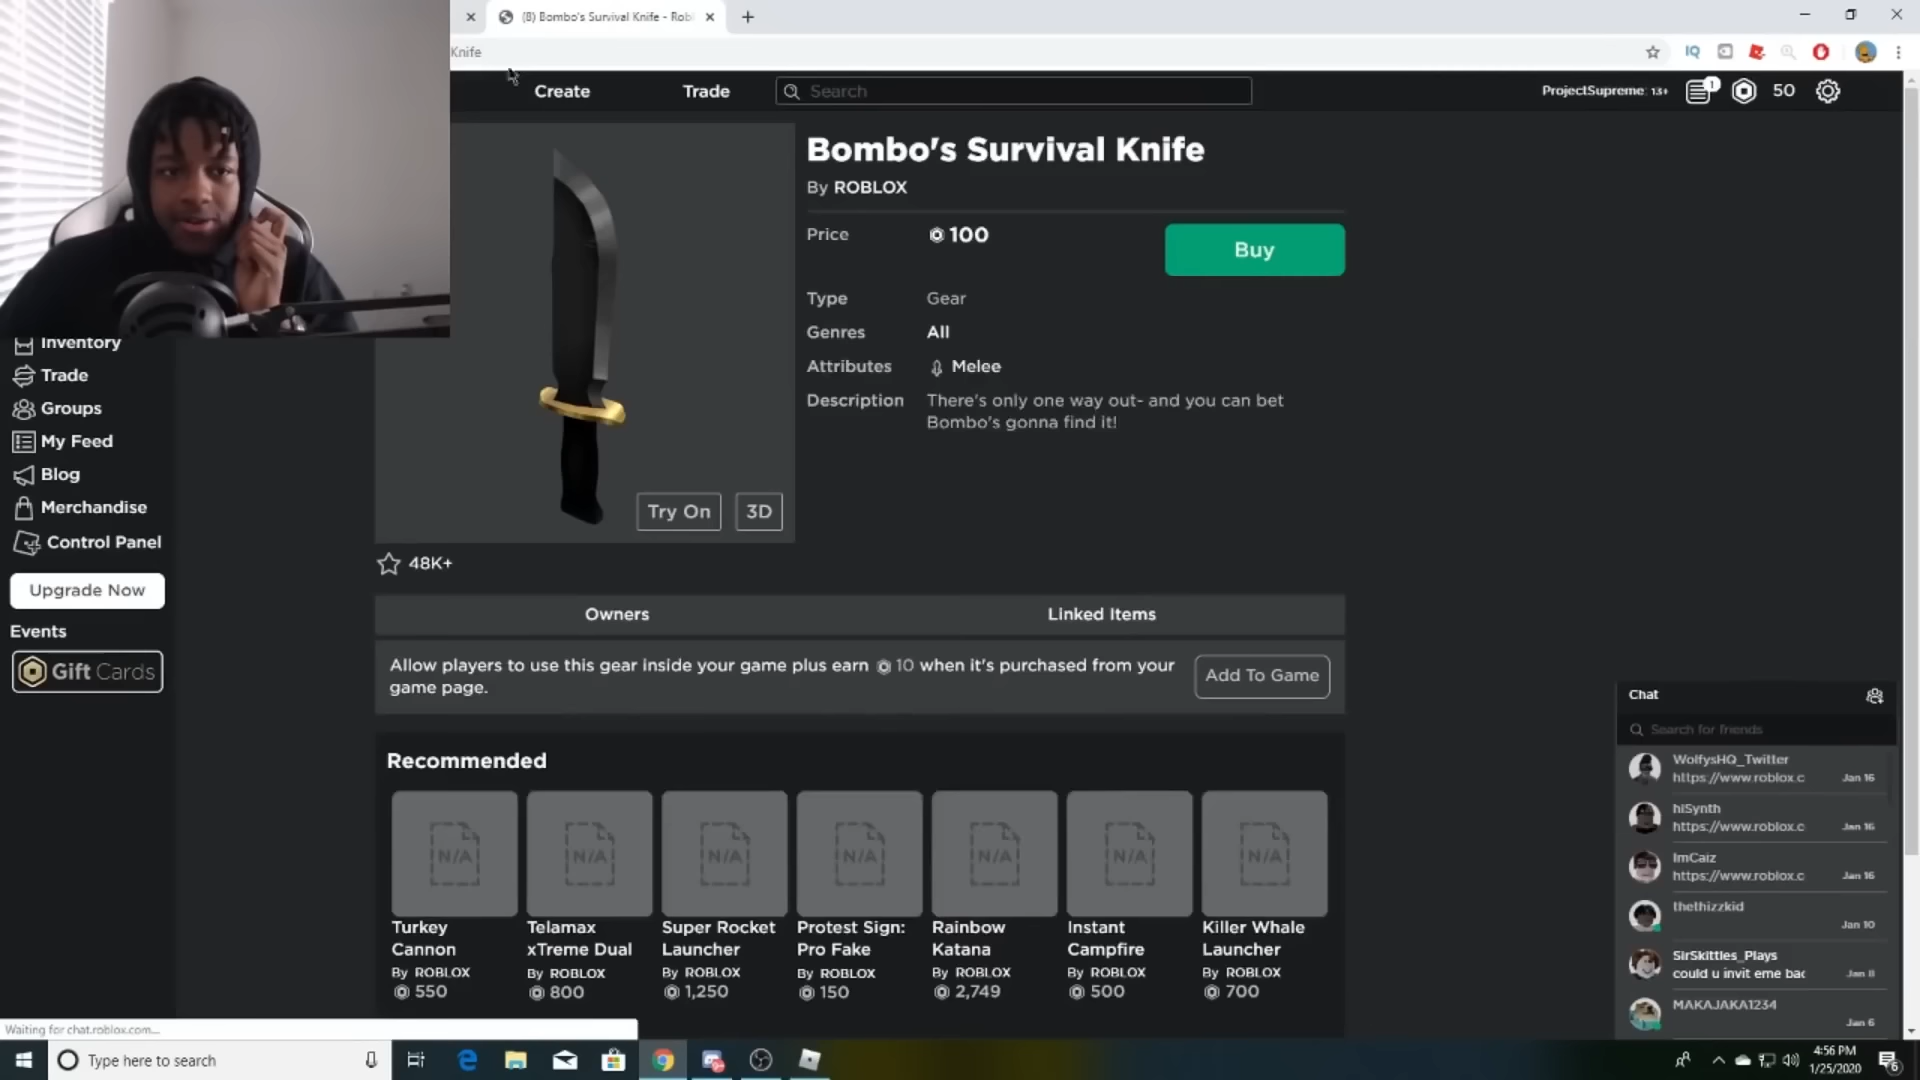 (8) Bombo's Survival Knife - Robl
Knife
IQ
Create
Trade
Search
ProjectSupreme: 13+
1
50
Bombo's Survival Knife
By ROBLOX
Price
100
Buy
Type
Gear
Genres
All
Attributes
Melee
Description
There's only one way out- and you can bet
Bombo's gonna find it!
Inventory
Trade
Groups
My Feed
Blog
Merchandise
Control Panel
Upgrade Now
Events
Gift Cards
Try On
3D
48K+
Owners
Linked Items
Allow players to use this gear inside your game plus earn 10 when it's purchased from your
game page.
Add To Game
Recommended
N/A
N/A
N/A
N/A
N/A
N/A
N/A
Turkey
Cannon
By ROBLOX
550
Telamax
xTreme Dual
By ROBLOX
800
Super Rocket
Launcher
By ROBLOX
1,250
Protest Sign:
Pro Fake
By ROBLOX
150
Rainbow
Katana
By ROBLOX
2,749
Instant
Campfire
By ROBLOX
500
Killer Whale
Launcher
By ROBLOX
700
Chat
Search for friends
WolfysHQ_Twitter
https://www.roblox.c
Jan 16
hiSynth
https://www.roblox.c
Jan 16
ImCaiz
https://www.roblox.c
Jan 16
thethizzkid
Jan 10
SirSkittles_Plays
could u invit eme bac
Jan 8
MAKAJAKA1234
Jan 6
Waiting for chat.roblox.com...
Type here to search
4:56 PM
1/25/2020
6